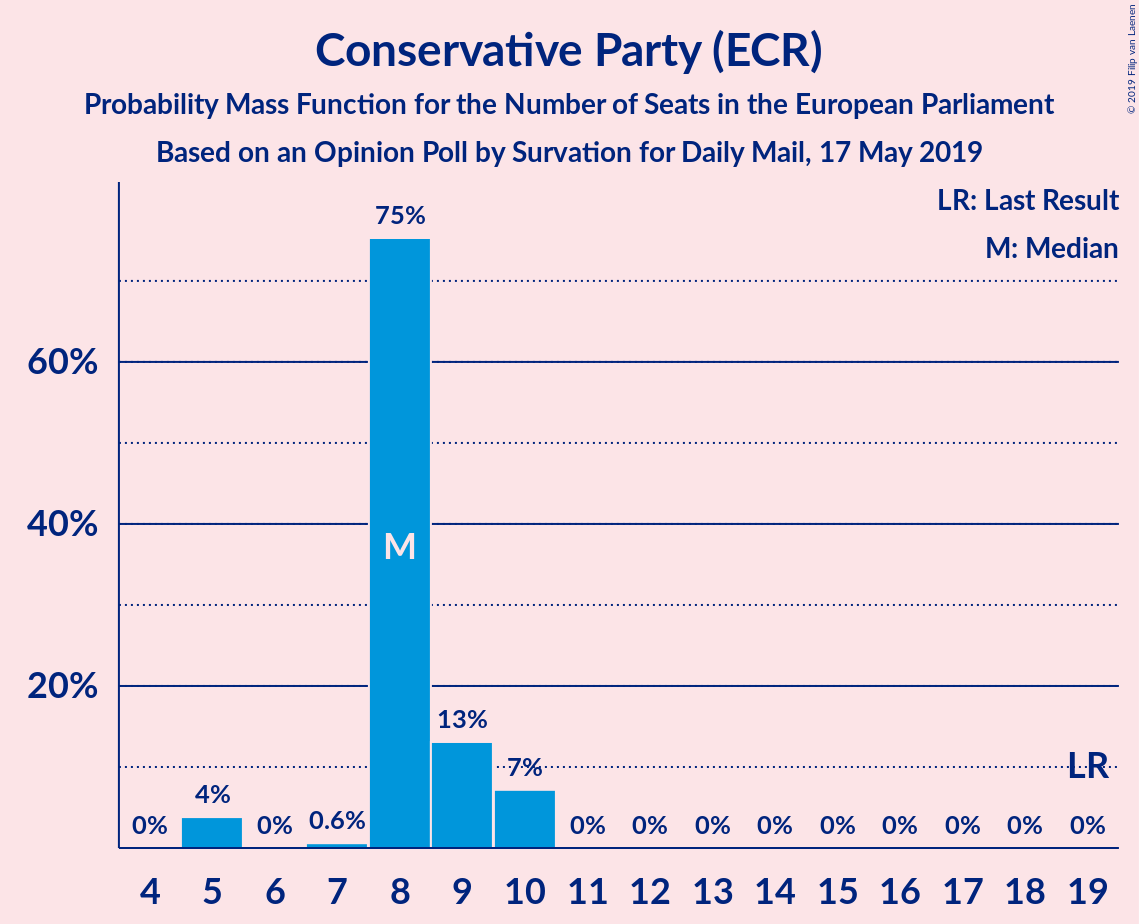 Conservative Party (ECR)
Probability Mass Function for the Number of Seats in the European Parliament
Based on an Opinion Poll by Survation for Daily Mail, 17 May 2019
© 2019 Filip van Laenen
LR: Last Result
M: Median
60%
40%
20%
0% 4% 0% 0.6% 75% 13% 7% 0% 0% 0% 0% 0% 0% 0% 0% 0%
M
LR
4 5 6 7 8 9 10 11 12 13 14 15 16 17 18 19